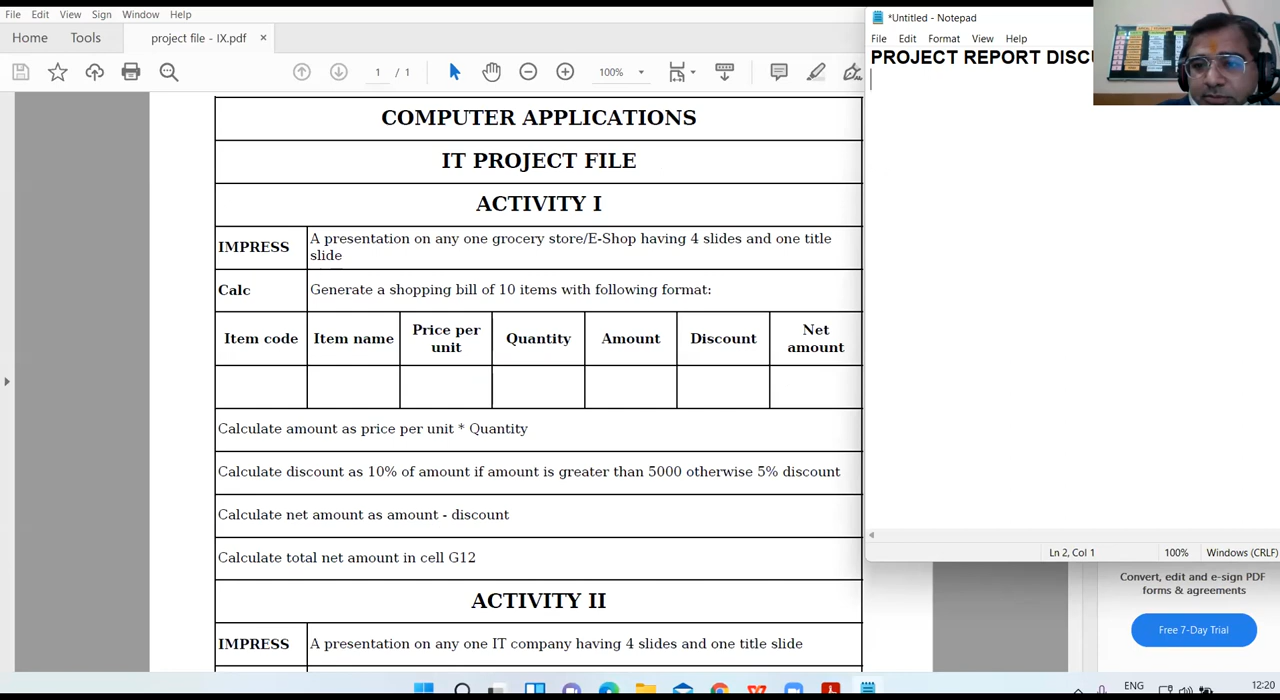 File Edit View Sign Window Help
Home Tools project file - IX.pdf ×
1 / 1 100%
COMPUTER APPLICATIONS
IT PROJECT FILE
ACTIVITY I
IMPRESS A presentation on any one grocery store/E-Shop having 4 slides and one title
slide
Calc Generate a shopping bill of 10 items with following format:
Item code Item name Price per unit Quantity Amount Discount Net amount
Calculate amount as price per unit * Quantity
Calculate discount as 10% of amount if amount is greater than 5000 otherwise 5% discount
Calculate net amount as amount - discount
Calculate total net amount in cell G12
ACTIVITY II
IMPRESS A presentation on any one IT company having 4 slides and one title slide
*Untitled - Notepad
File Edit Format View Help
PROJECT REPORT DISCU
Ln 2, Col 1 100% Windows (CRLF)
Convert, edit and e-sign PDF
forms & agreements
Free 7-Day Trial
ENG 12:20